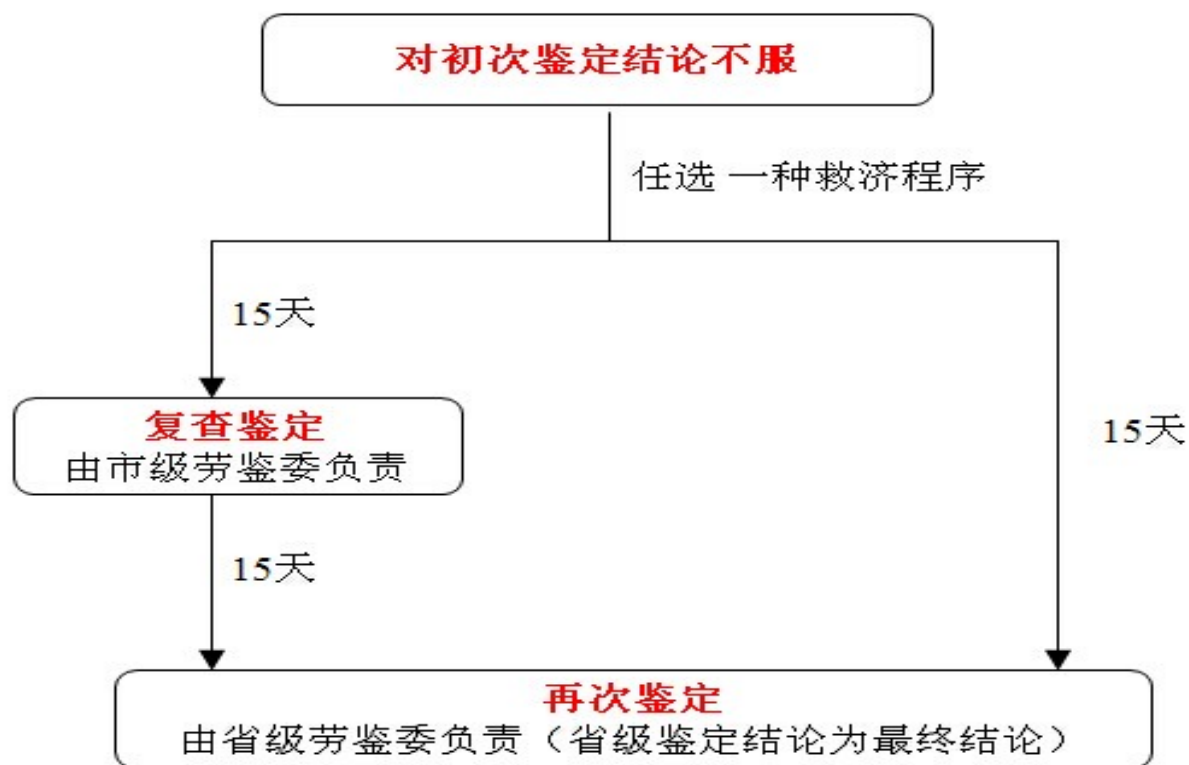 对初次鉴定结论不服
任选 一种救济程序
15天
复查鉴定
由市级劳鉴委负责
15天
15天
再次鉴定
由省级劳鉴委负责（省级鉴定结论为最终结论）